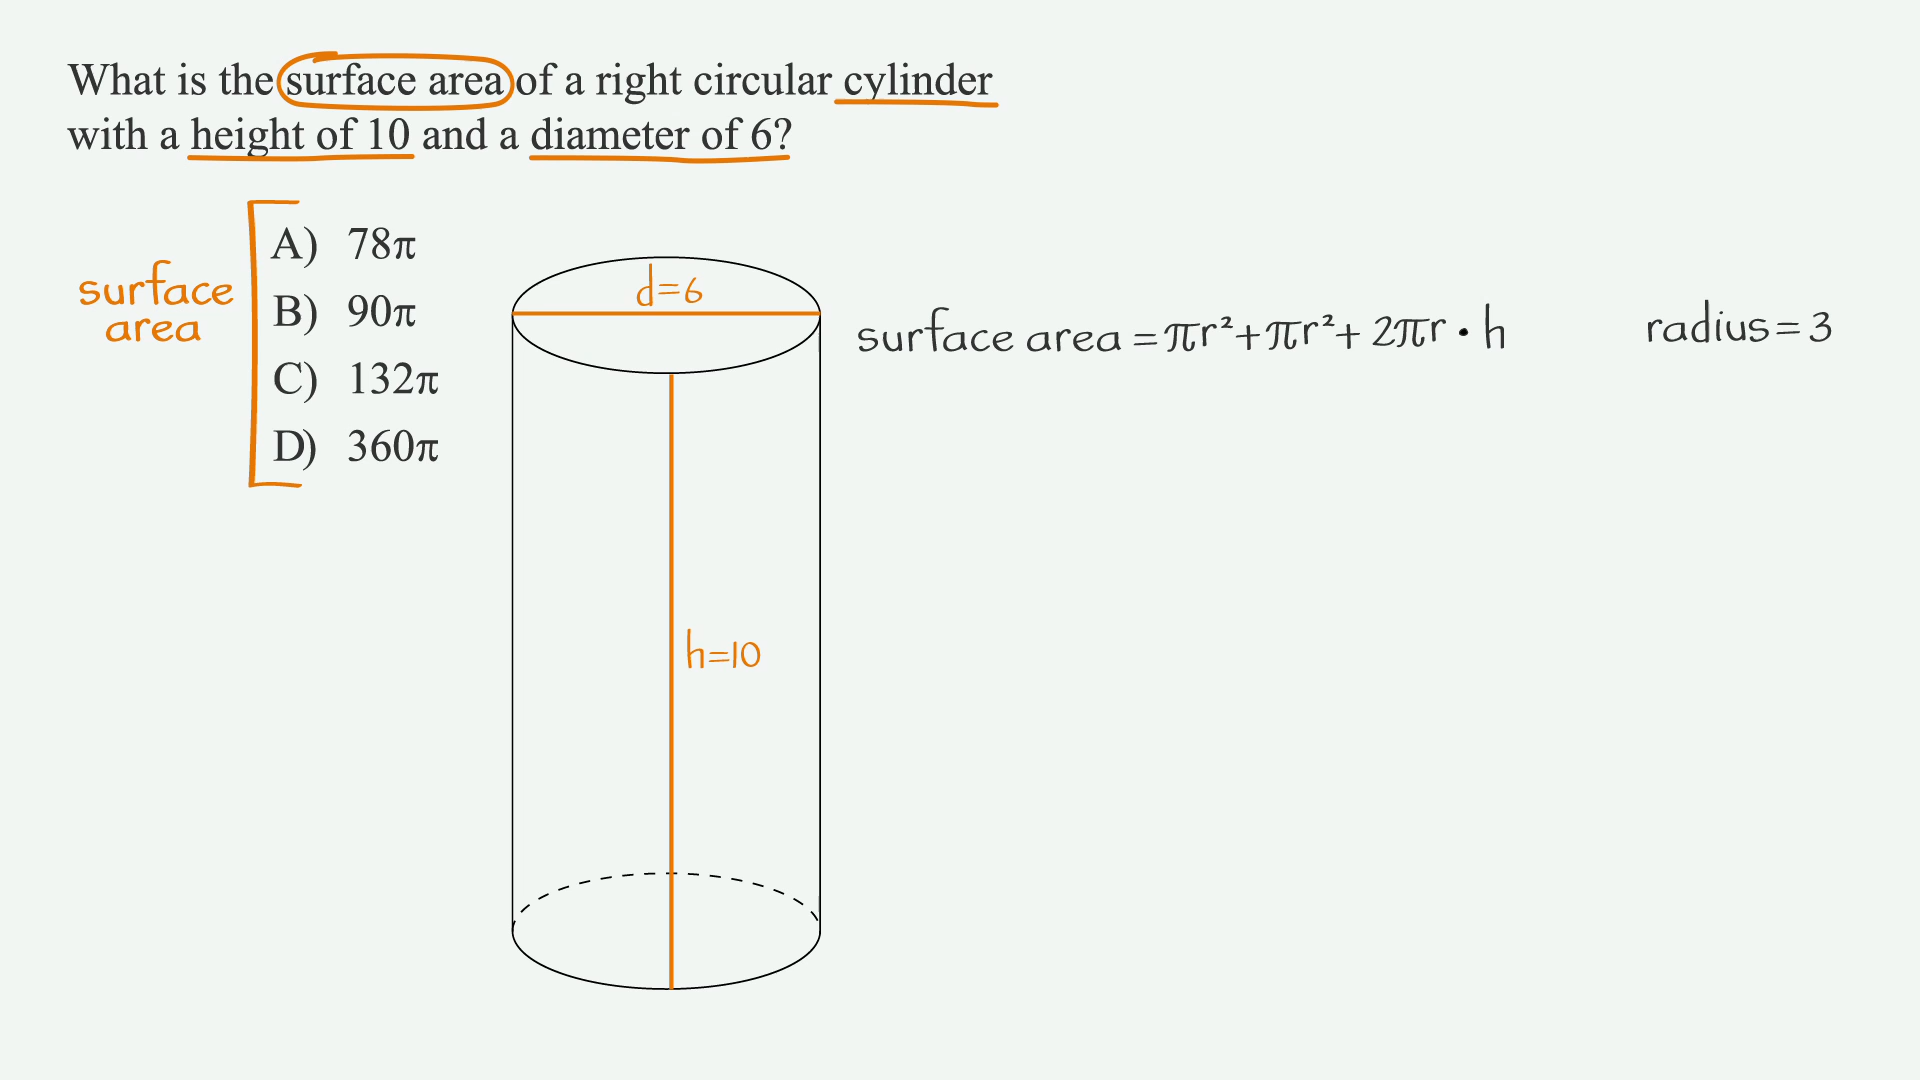 What is the surface area of a right circular cylinder
with a height of 10 and a diameter of 6?
surface
area
A) 78π
B) 90π
C) 132π
D) 360π
d=6
h=10
surface area = πr²+πr²+ 2πr • h
radius = 3